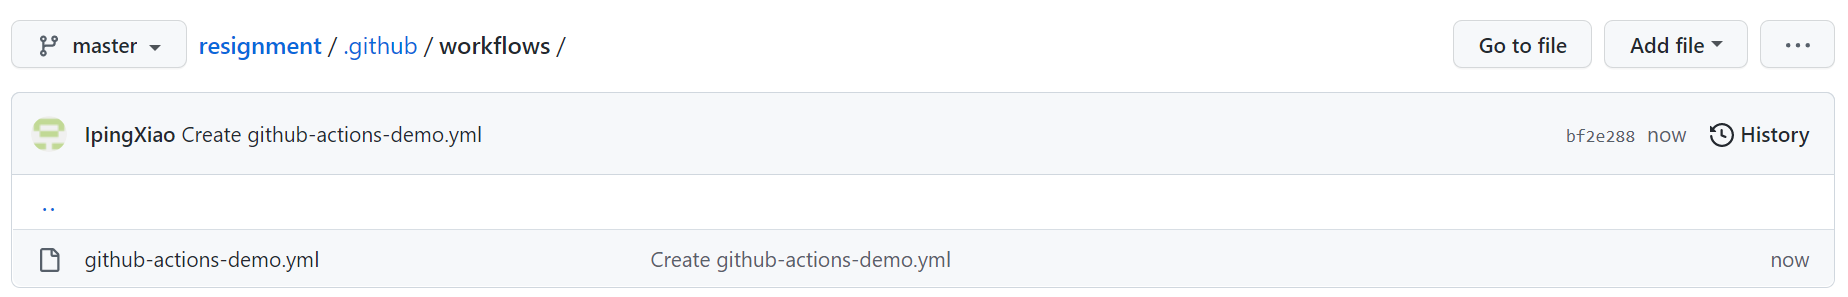 master resignment / .github / workflows / Go to file Add file ...
IpingXiao Create github-actions-demo.yml bf2e288 now History
..
github-actions-demo.yml Create github-actions-demo.yml now